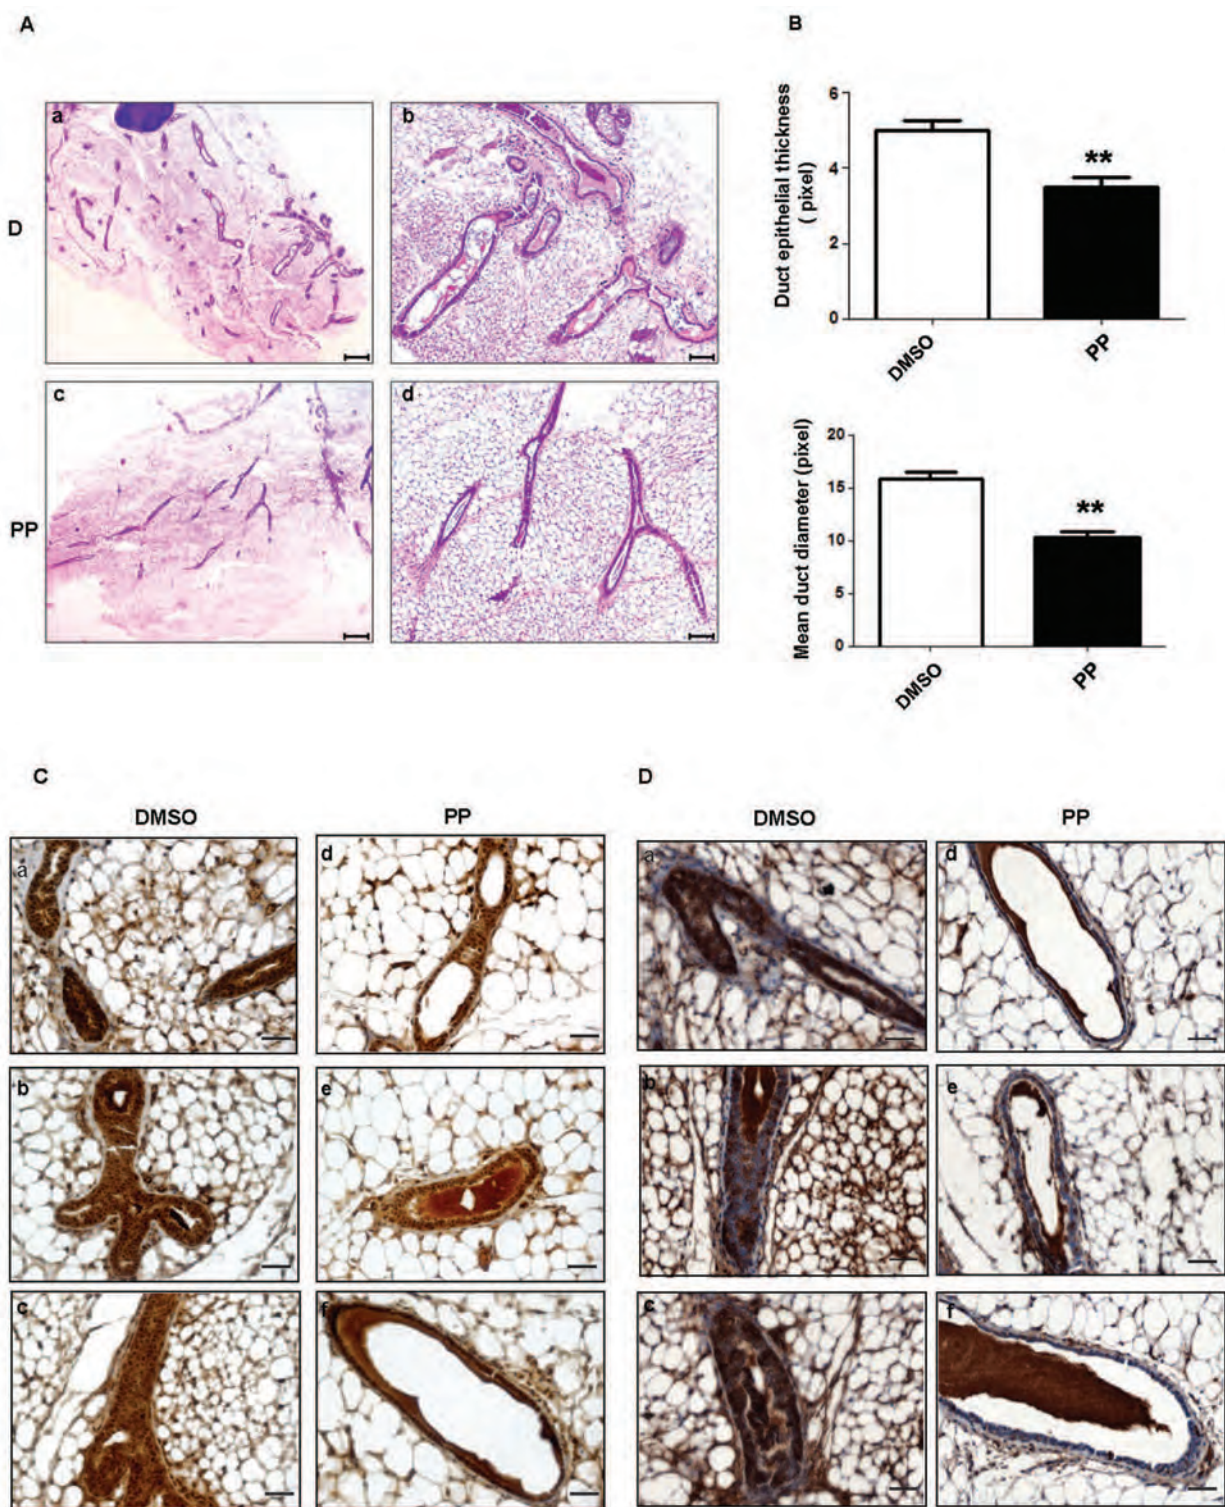 A
B
a
b
D
c
d
PP
Duct epithelial thickness
( pixel)
6
4
2
0
**
DMSO
PP
Mean duct diameter (pixel)
20
15
10
5
0
**
DMSO
PP
C
D
DMSO
PP
DMSO
PP
a
d
a
d
b
e
b
e
c
f
c
f